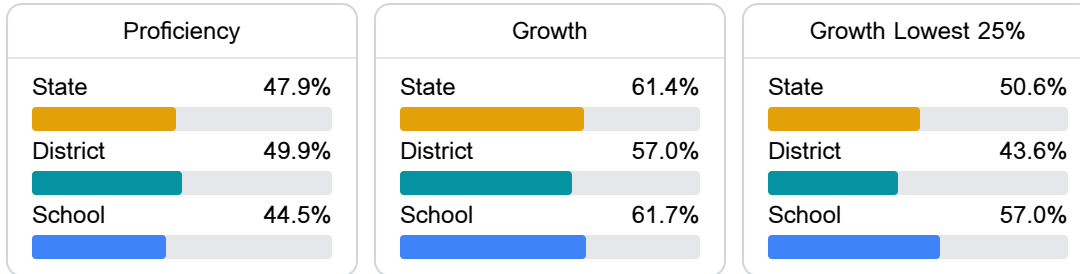 Proficiency
State 47.9%
District 49.9%
School 44.5%
Growth
State 61.4%
District 57.0%
School 61.7%
Growth Lowest 25%
State 50.6%
District 43.6%
School 57.0%